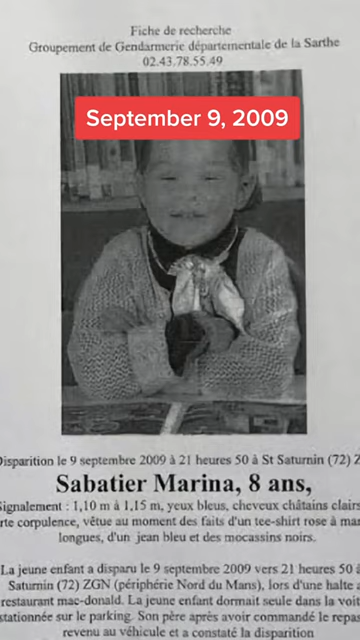 Fiche de recherche
Groupement de Gendarmerie départementale de la Sarthe
02.43.78.55.49
September 9, 2009
Disparition le 9 septembre 2009 à 21 heures 50 à St Saturnin (72) Z
Sabatier Marina, 8 ans,
Signalement : 1,10 m à 1,15 m, yeux bleus, cheveux châtains clairs
rte corpulence, vêtue au moment des faits d'un tee-shirt rose à ma
longues, d'un jean bleu et des mocassins noirs.
La jeune enfant a disparu le 9 septembre 2009 vers 21 heures 50 à
Saturnin (72) ZGN (périphérie Nord du Mans), lors d'une halte a
restaurant mac-donald. La jeune enfant dormait seule dans la voit
stationnée sur le parking. Son père après avoir commandé le repa
revenu au véhicule et a constaté la disparition